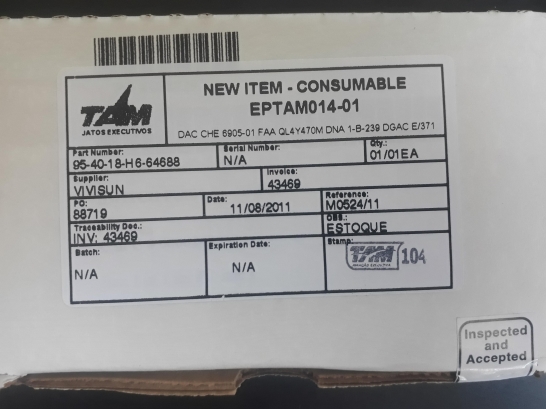 TAM
JATOS EXECUTIVOS
NEW ITEM - CONSUMABLE
EPTAM014-01
DAC CHE 6905-01 FAA QL4Y470M DNA 1-B-239 DGAC E/371
Part Number:
95-40-18-H6-64688
Serial Number:
N/A
Qty.:
01/01EA
Supplier:
VIVISUN
Invoice:
43469
PO:
88719
Date:
11/08/2011
Reference:
M0524/11
Traceability Doc.:
INV: 43469
OBS.:
ESTOQUE
Batch:
N/A
Expiration Date:
N/A
Stamp:
TAM 104
Inspected
and
Accepted